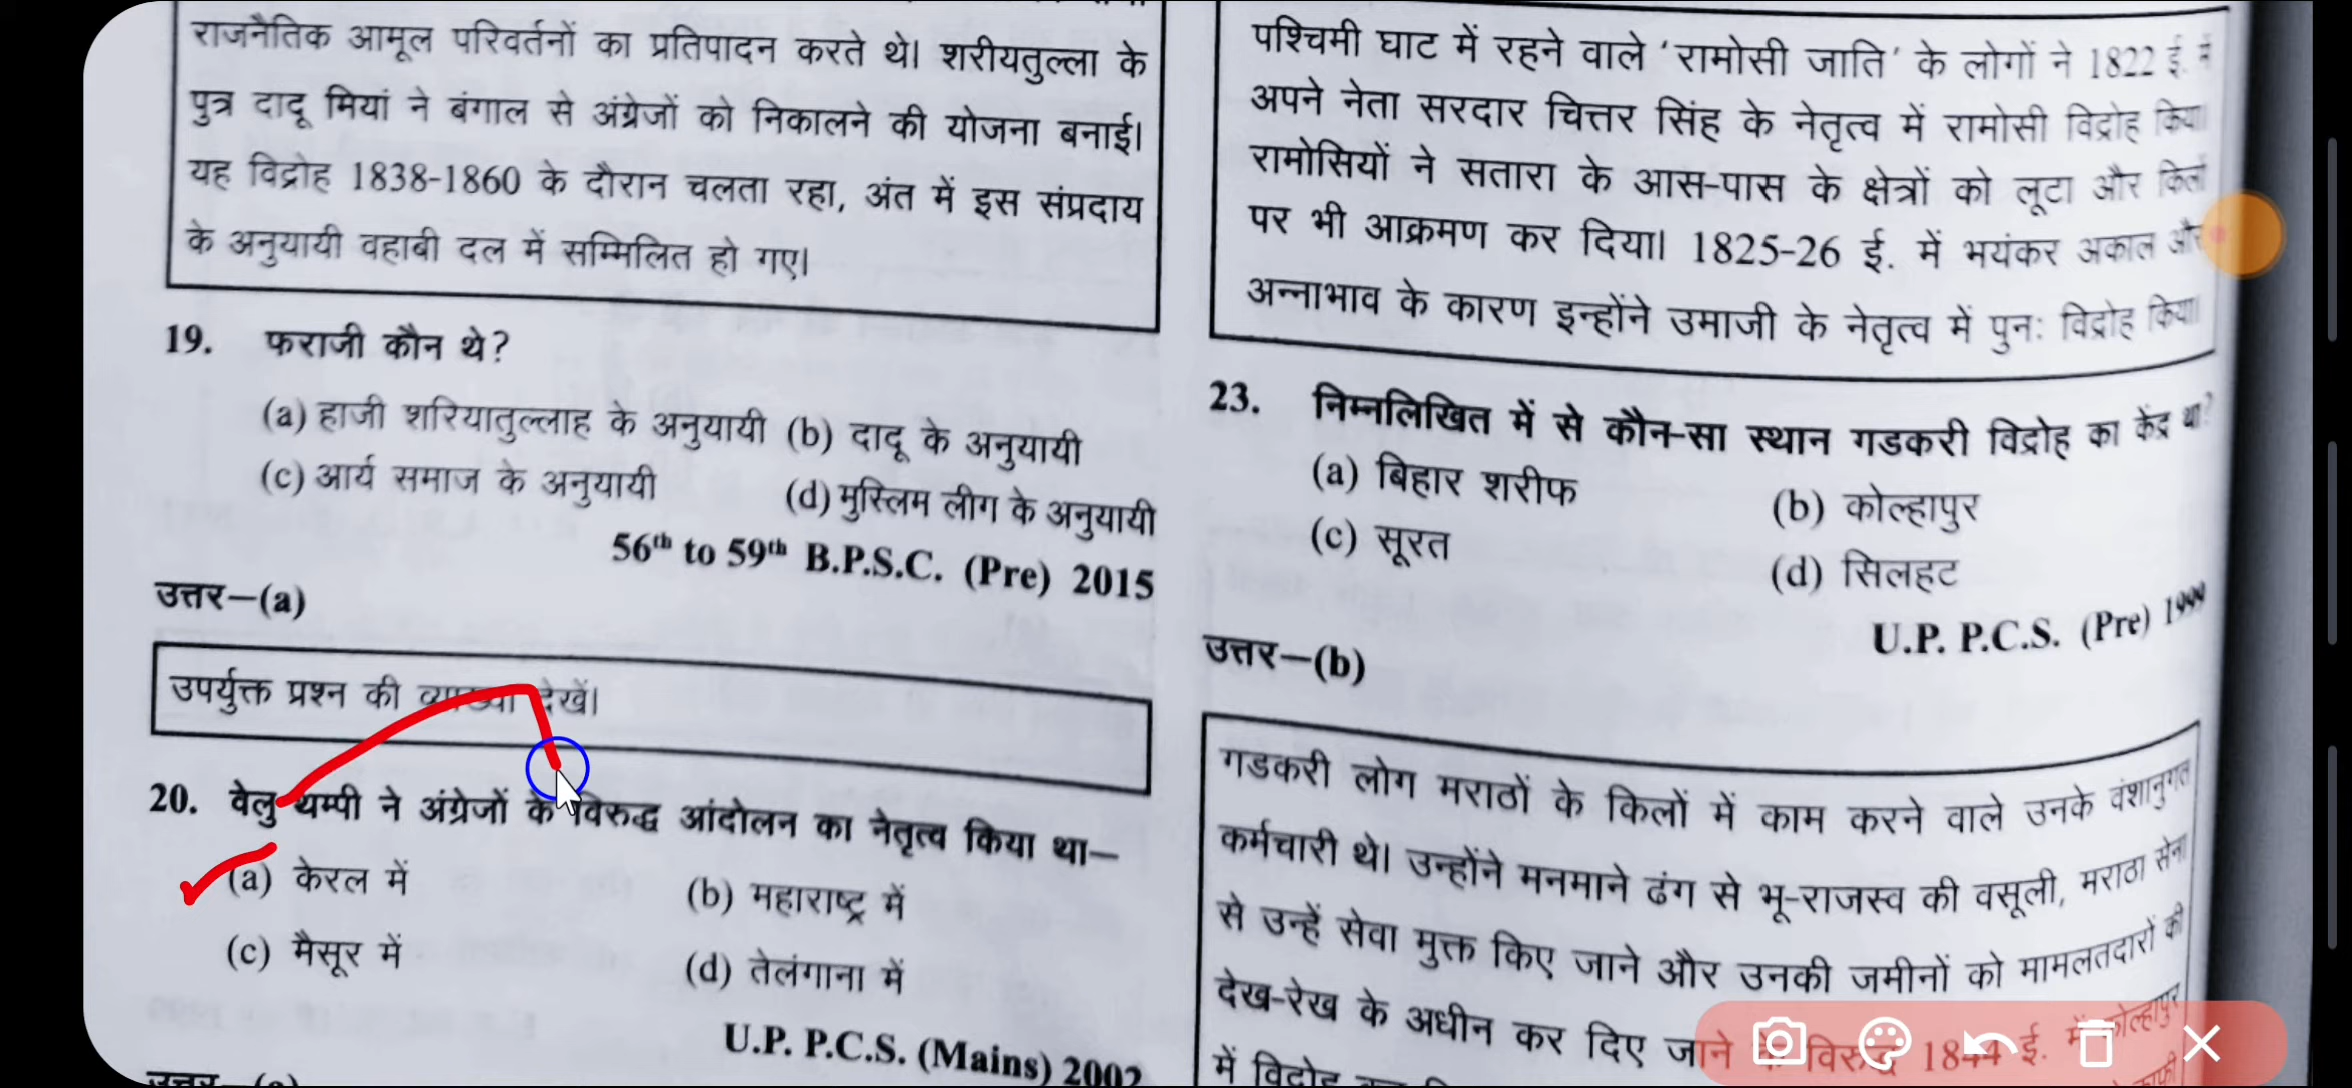 राजनैतिक आमूल परिवर्तनों का प्रतिपादन करते थे। शरीयतुल्ला के
पुत्र दादू मियां ने बंगाल से अंग्रेजों को निकालने की योजना बनाई।
यह विद्रोह 1838-1860 के दौरान चलता रहा, अंत में इस संप्रदाय
के अनुयायी वहाबी दल में सम्मिलित हो गए।
19. फराजी कौन थे?
(a) हाजी शरियातुल्लाह के अनुयायी (b) दादू के अनुयायी
(c) आर्य समाज के अनुयायी (d) मुस्लिम लीग के अनुयायी
56th to 59th B.P.S.C. (Pre) 2015
उत्तर—(a)
उपर्युक्त प्रश्न की व्याख्या देखें।
20. वेलु थम्पी ने अंग्रेजों के विरुद्ध आंदोलन का नेतृत्व किया था—
(a) केरल में (b) महाराष्ट्र में
(c) मैसूर में (d) तेलंगाना में
U.P. P.C.S. (Mains) 2002
उत्तर—(a)
पश्चिमी घाट में रहने वाले ‘रामोसी जाति’ के लोगों ने 1822 ई. में
अपने नेता सरदार चित्तर सिंह के नेतृत्व में रामोसी विद्रोह किया।
रामोसियों ने सतारा के आस-पास के क्षेत्रों को लूटा और किलों
पर भी आक्रमण कर दिया। 1825-26 ई. में भयंकर अकाल और
अन्नाभाव के कारण इन्होंने उमाजी के नेतृत्व में पुनः विद्रोह किया।
23. निम्नलिखित में से कौन-सा स्थान गडकरी विद्रोह का केंद्र था?
(a) बिहार शरीफ (b) कोल्हापुर
(c) सूरत (d) सिलहट
U.P. P.C.S. (Pre) 1999
उत्तर—(b)
गडकरी लोग मराठों के किलों में काम करने वाले उनके वंशानुगत
कर्मचारी थे। उन्होंने मनमाने ढंग से भू-राजस्व की वसूली, मराठा सेना
से उन्हें सेवा मुक्त किए जाने और उनकी जमीनों को मामलतदारों की
देख-रेख के अधीन कर दिए जाने के विरुद्ध 1844 ई. में कोल्हापुर
में विद्रोह कर